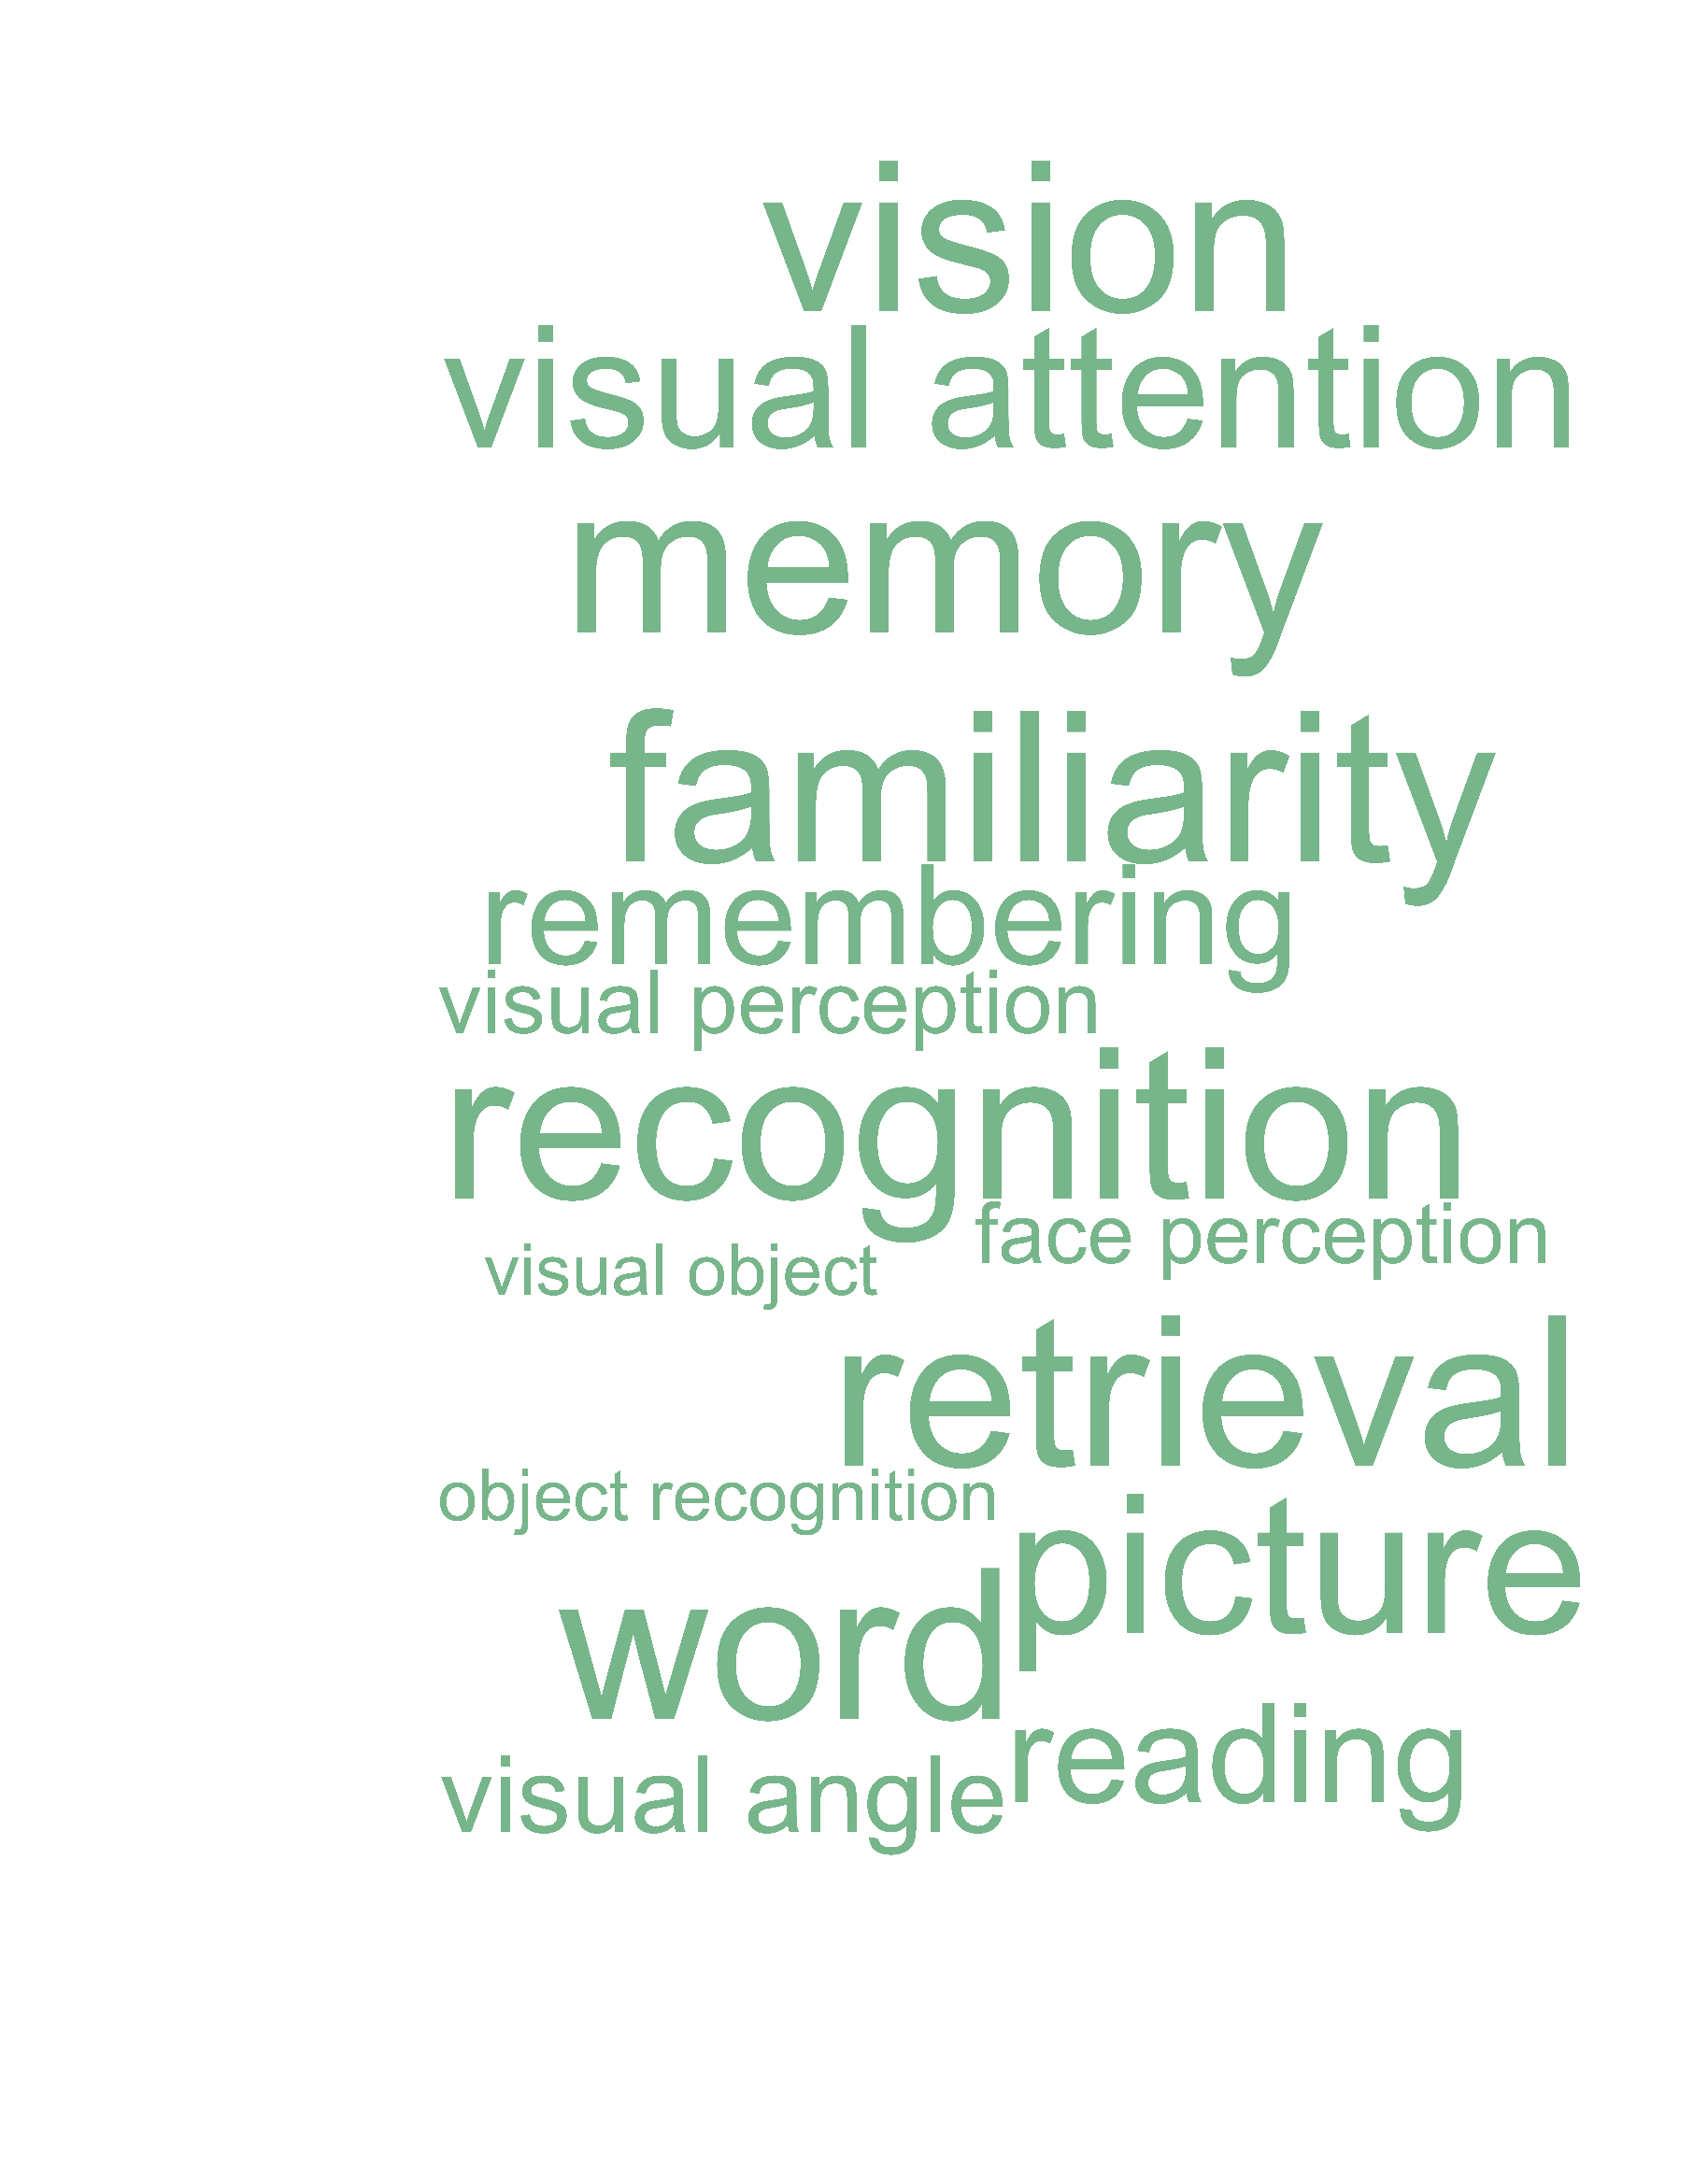 vision
visual attention
memory
familiarity
remembering
visual perception
recognition
face perception
visual object
retrieval
object recognition
picture
word
reading
visual angle